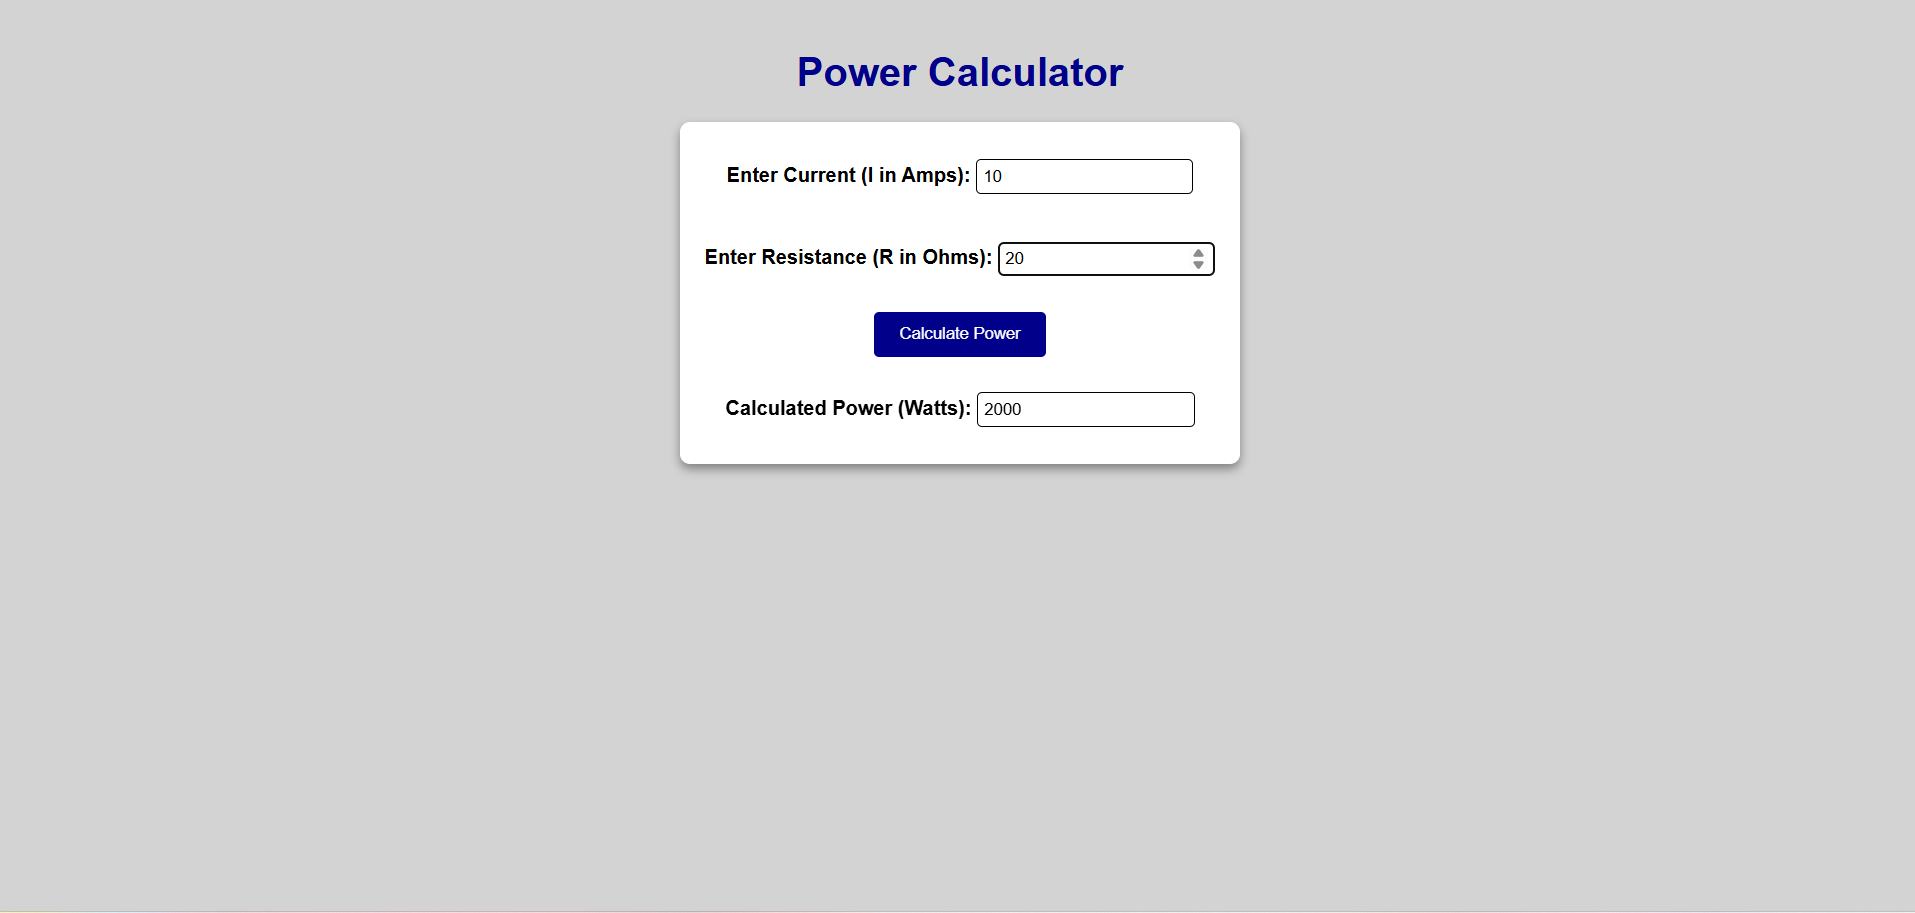 Power Calculator
Enter Current (I in Amps): 10
Enter Resistance (R in Ohms): 20
Calculate Power
Calculated Power (Watts): 2000